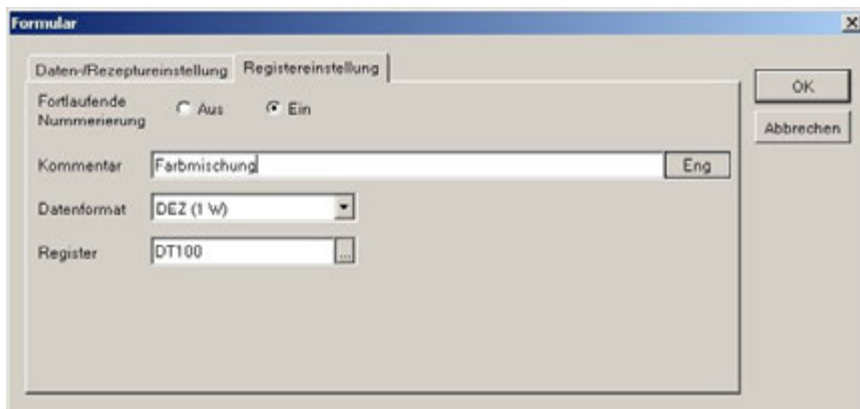 Formular
Daten-/Rezeptureinstellung Registereinstellung
Fortlaufende
Nummerierung
Aus Ein
OK
Abbrechen
Kommentar Farbmischung Eng
Datenformat DEZ (1 W)
Register DT100 ...